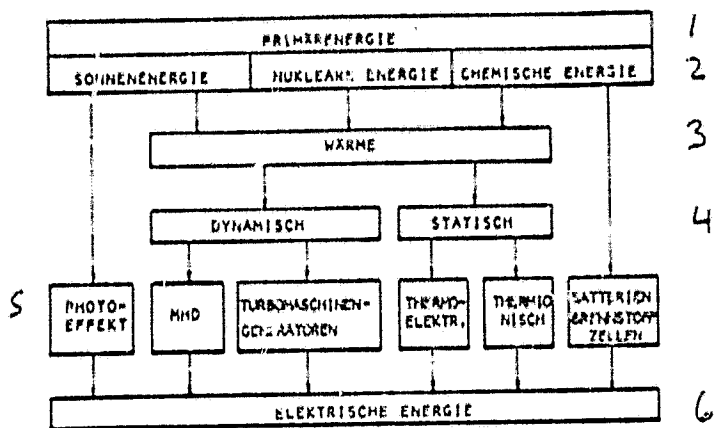 1
PRIMÄRENERGIE
2
SONNENENERGIE NUKLEARE ENERGIE CHEMISCHE ENERGIE
3
WÄRME
4
DYNAMISCH STATISCH
5
PHOTO-
EFFEKT
MHD
TURBOMASCHINEN-
GENERATOREN
THERMO-
ELEKTR.
THERMIO
NISCH
BATTERIEN
BRENNSTOFF
ZELLEN
6
ELEKTRISCHE ENERGIE